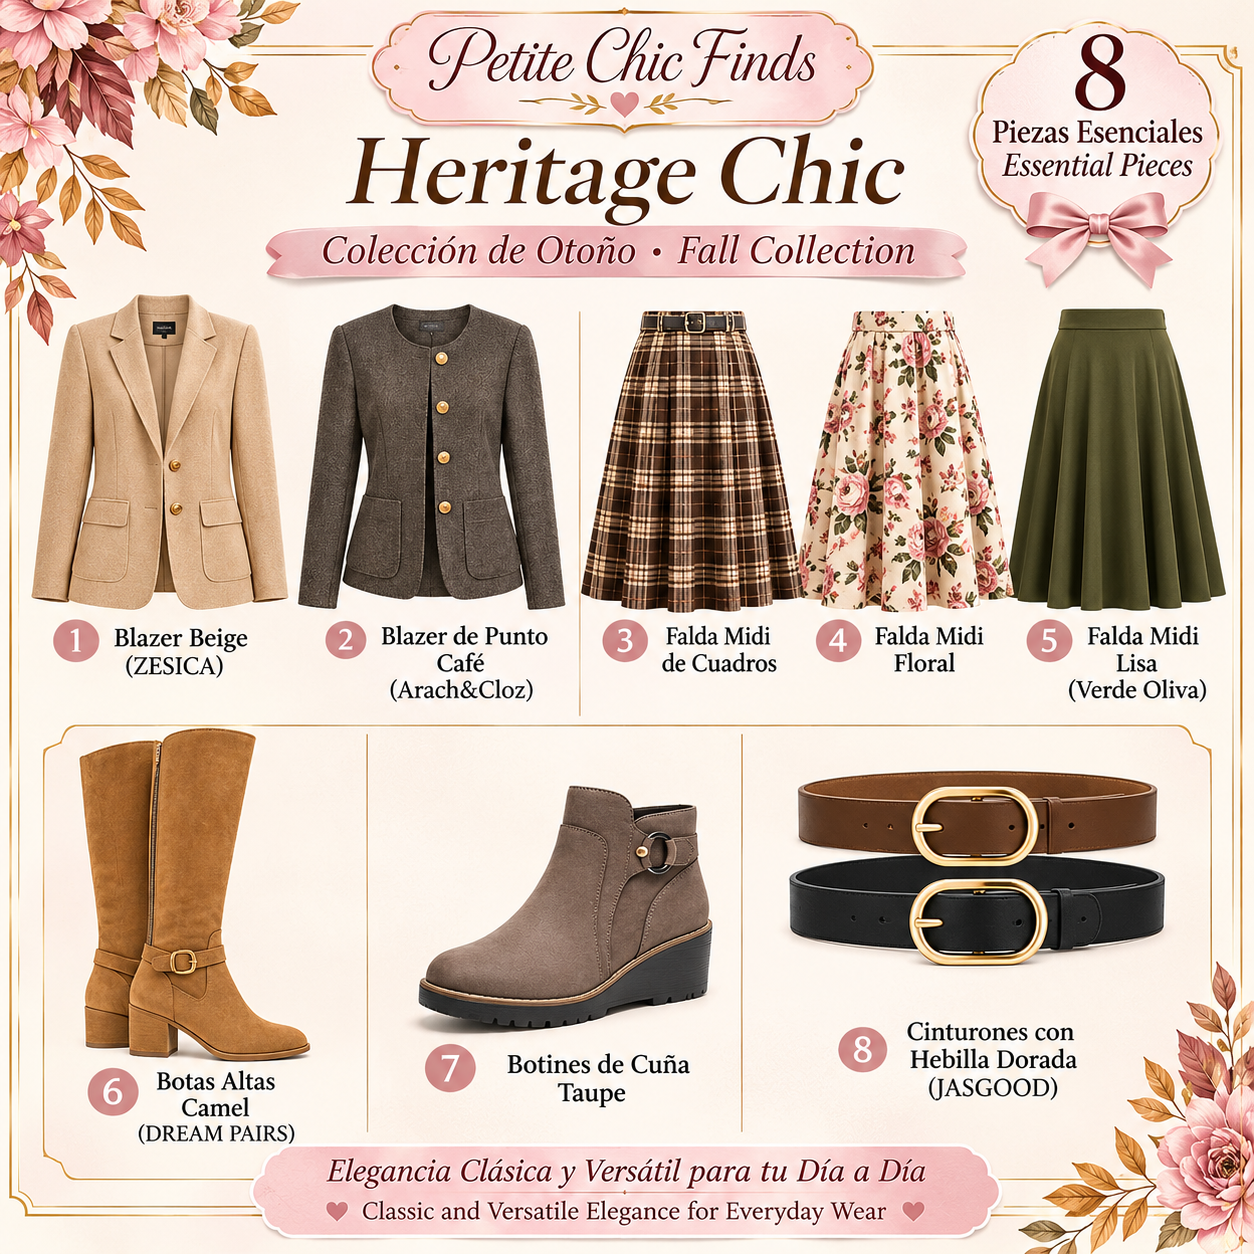 Petite Chic Finds
8
Piezas Esenciales
Essential Pieces
Heritage Chic
Colección de Otoño • Fall Collection
1 Blazer Beige
(ZESICA)
2 Blazer de Punto
Café
(Arach&Cloz)
3 Falda Midi
de Cuadros
4 Falda Midi
Floral
5 Falda Midi
Lisa
(Verde Oliva)
6 Botas Altas
Camel
(DREAM PAIRS)
7 Botines de Cuña
Taupe
8 Cinturones con
Hebilla Dorada
(JASGOOD)
Elegancia Clásica y Versátil para tu Día a Día
Classic and Versatile Elegance for Everyday Wear